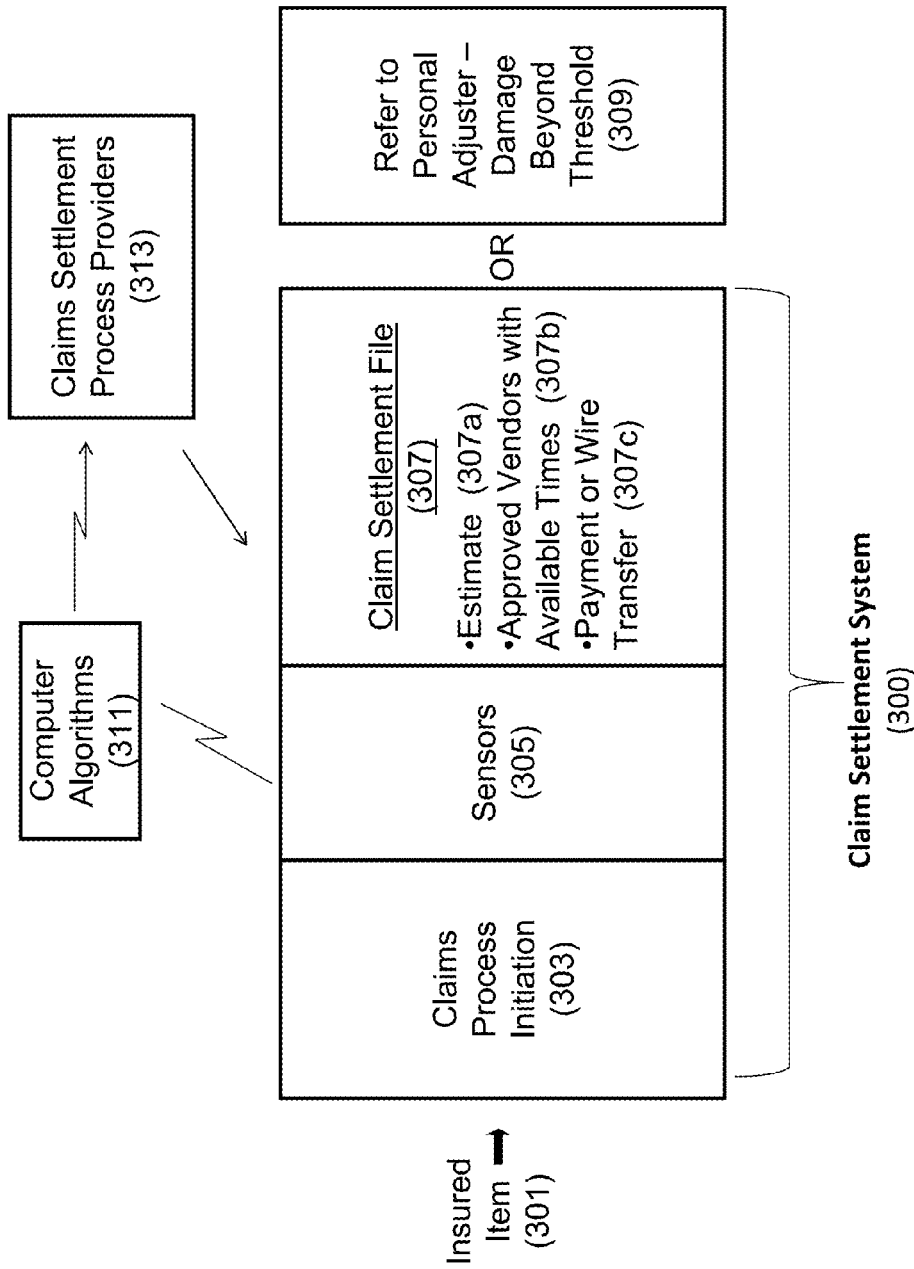 Computer
Algorithms
(311)
Claims Settlement
Process Providers
(313)
Insured
Item
(301)
Claims
Process
Initiation
(303)
Sensors
(305)
Claim Settlement File
(307)
•Estimate (307a)
•Approved Vendors with
Available Times (307b)
•Payment or Wire
Transfer (307c)
OR
Refer to
Personal
Adjuster –
Damage
Beyond
Threshold
(309)
Claim Settlement System
(300)